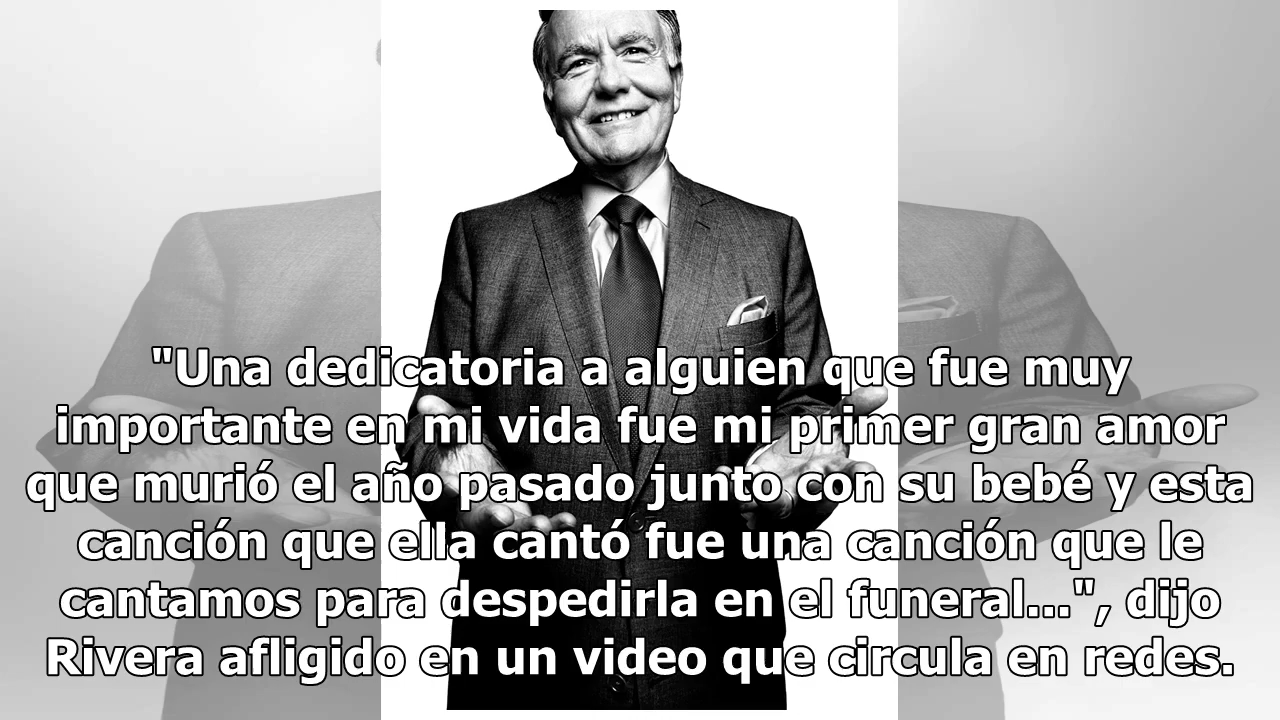 "Una dedicatoria a alguien que fue muy
importante en mi vida fue mi primer gran amor
que murió el año pasado junto con su bebé y esta
canción que ella cantó fue una canción que le
cantamos para despedirla en el funeral...", dijo
Rivera afligido en un video que circula en redes.